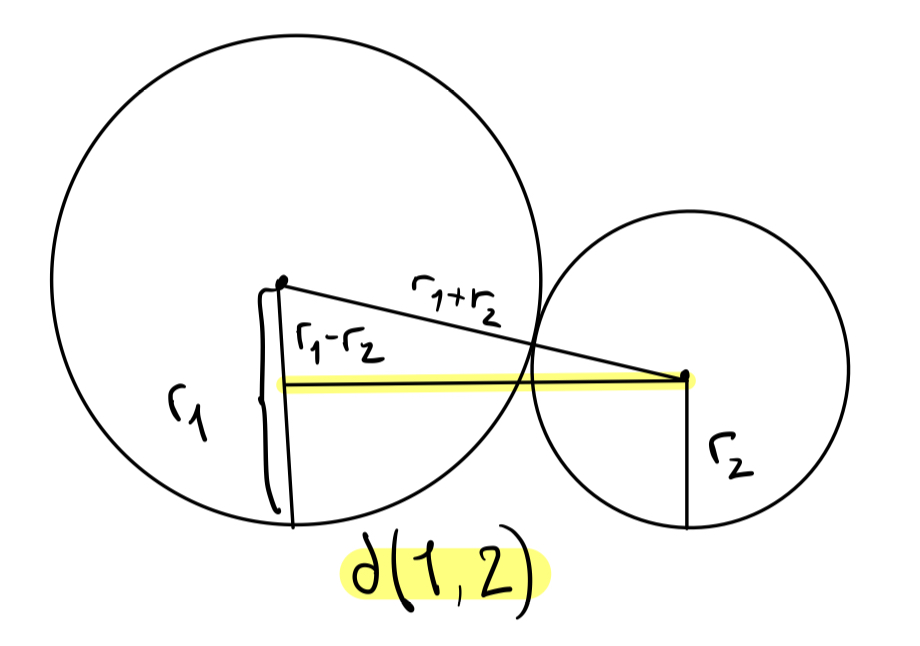 r₁+r₂
r₁-r₂
r₁
r₂
d(1,2)